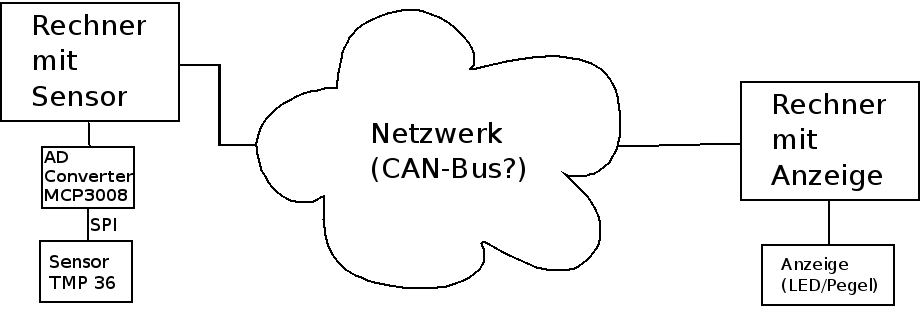 Rechner
mit
Sensor
AD
Converter
MCP3008
SPI
Sensor
TMP 36
Netzwerk
(CAN-Bus?)
Rechner
mit
Anzeige
Anzeige
(LED/Pegel)